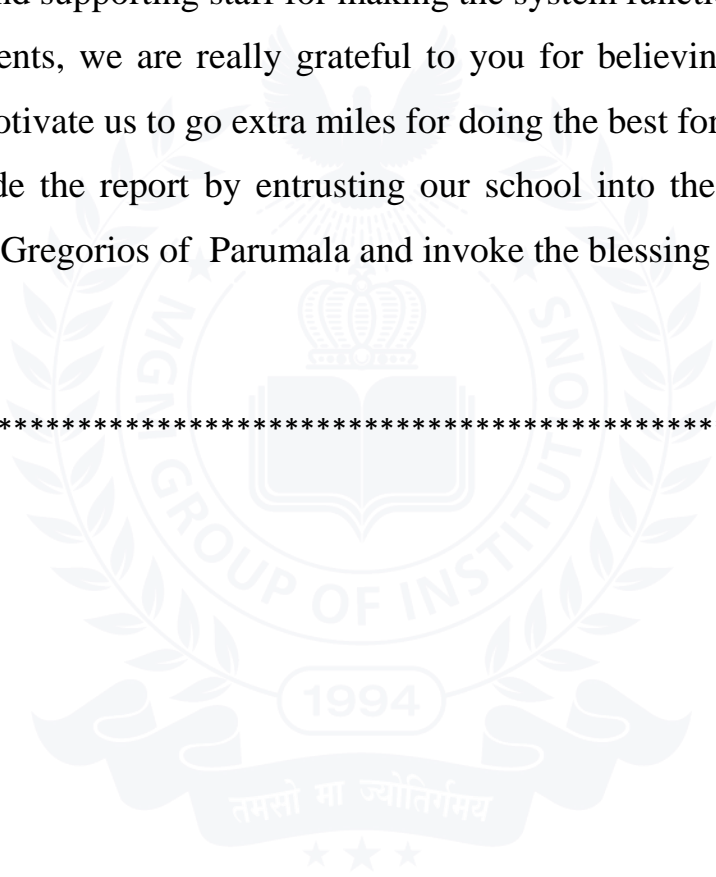 nd supporting staff for making the system functi
ents, we are really grateful to you for believin
otivate us to go extra miles for doing the best for
de the report by entrusting our school into the
Gregorios of Parumala and invoke the blessing
*********************************************
MGM GROUP OF INSTITUTIONS
1994
तमसो मा ज्योतिर्गमय